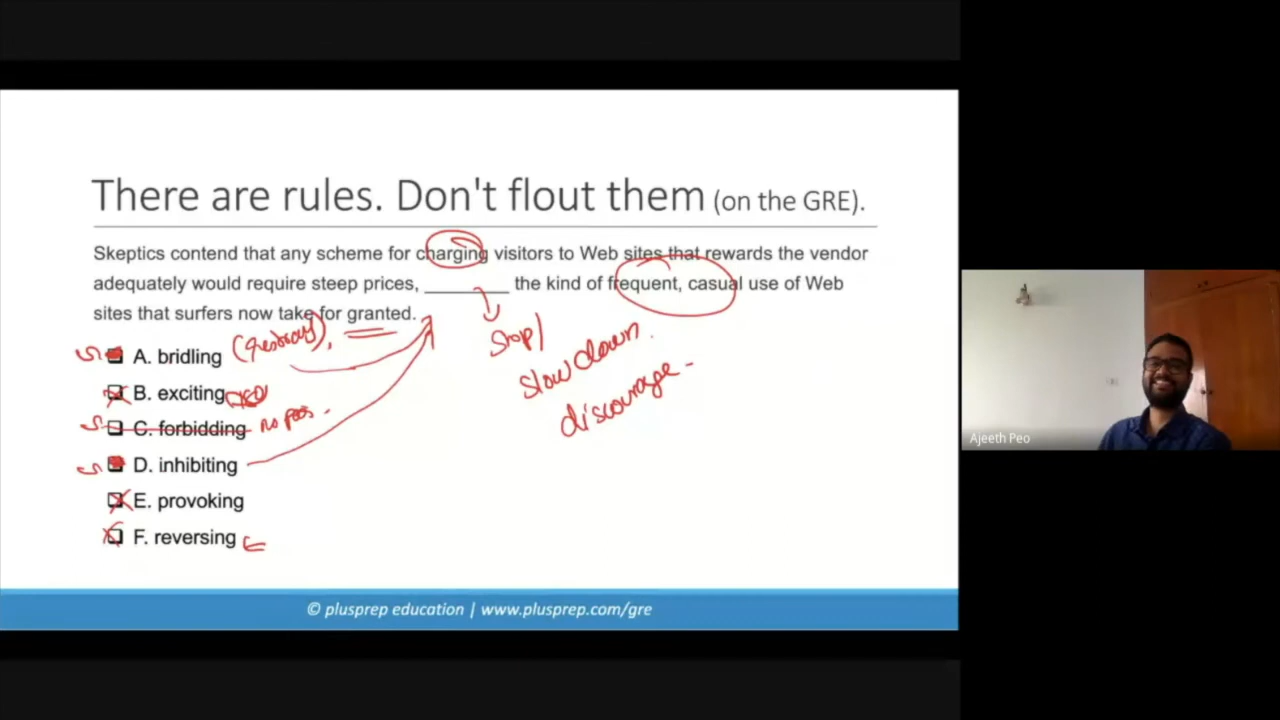 There are rules. Don't flout them (on the GRE).
Skeptics contend that any scheme for charging visitors to Web sites that rewards the vendor
adequately would require steep prices, ________ the kind of frequent, casual use of Web
sites that surfers now take for granted.
stop/
slow down.
discourage -
A. bridling
B. exciting
C. forbidding no pass.
D. inhibiting
E. provoking
F. reversing
Ajeeth Peo
© plusprep education | www.plusprep.com/gre